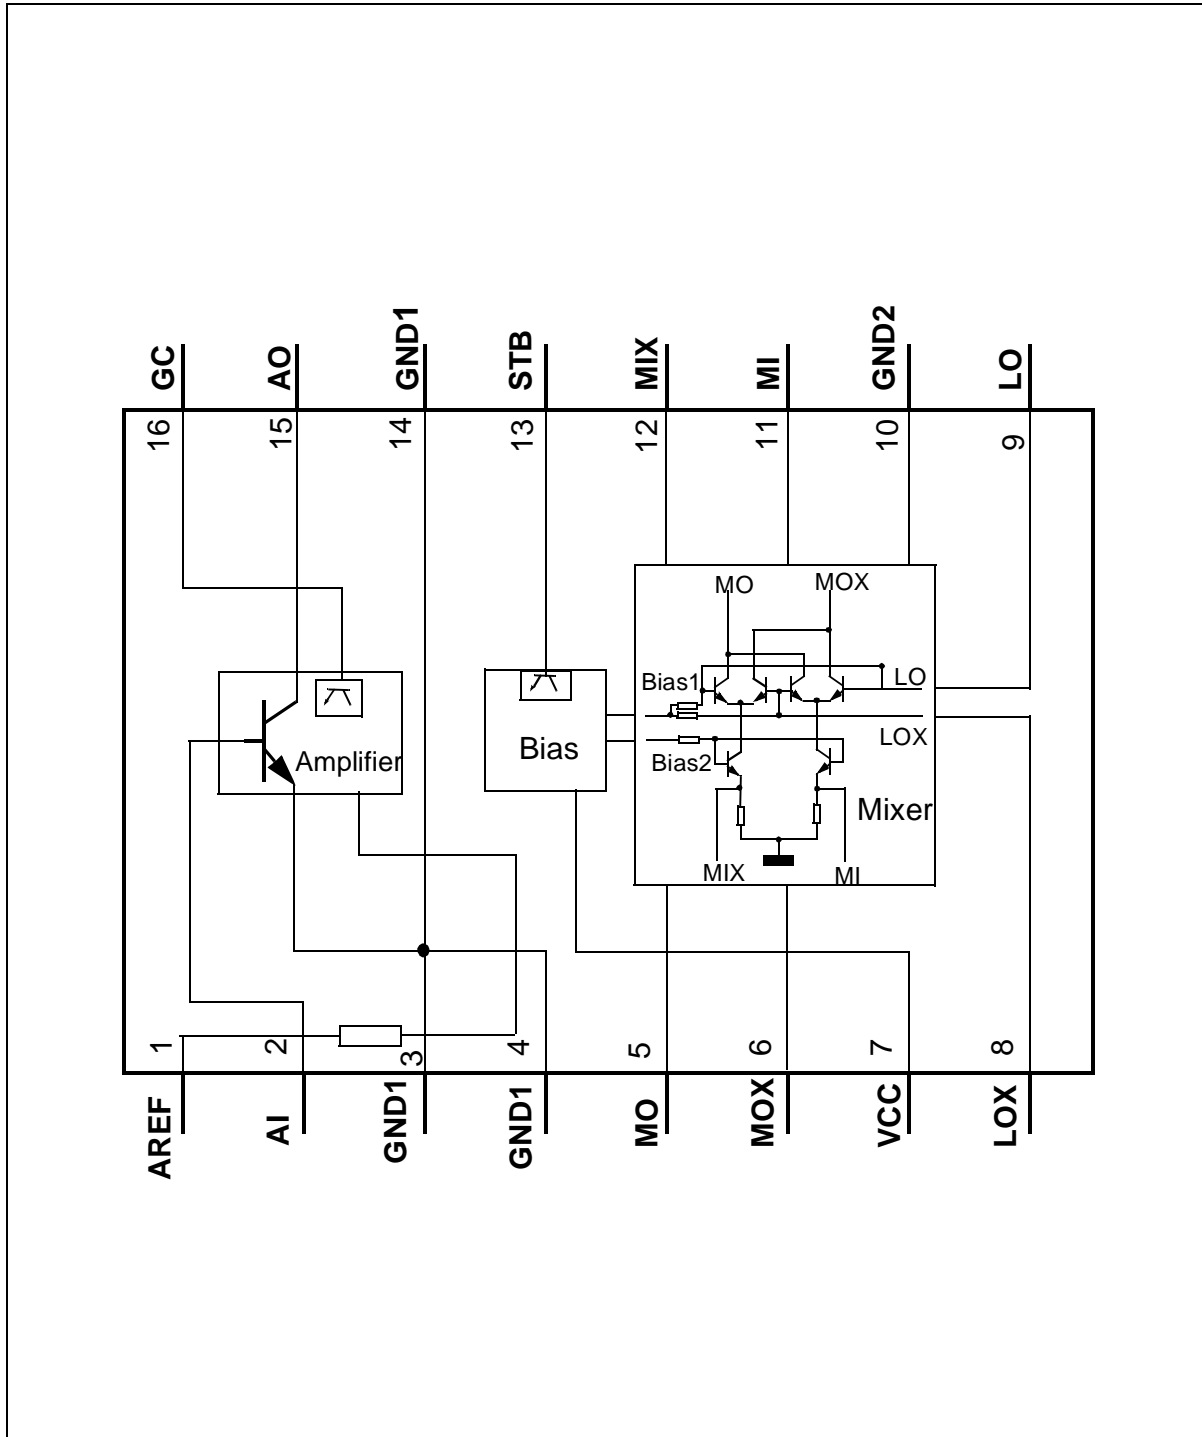 GC
AO
GND1
STB
MIX
MI
GND2
LO
16
15
14
13
12
11
10
9
MO
MOX
Bias1
LO
LOX
Bias2
Bias
Amplifier
Mixer
MIX
MI
1
2
3
4
5
6
7
8
AREF
AI
GND1
GND1
MO
MOX
VCC
LOX